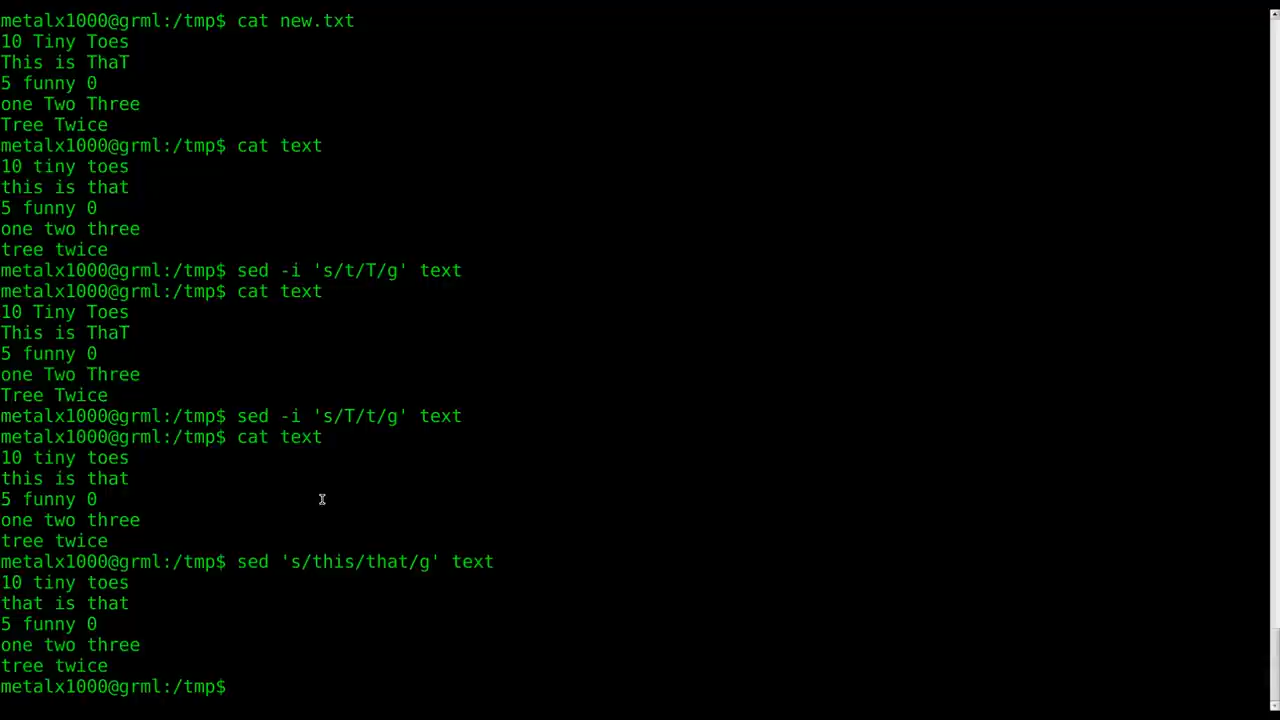 metalx1000@grml:/tmp$ cat new.txt
10 Tiny Toes
This is ThaT
5 funny 0
one Two Three
Tree Twice
metalx1000@grml:/tmp$ cat text
10 tiny toes
this is that
5 funny 0
one two three
tree twice
metalx1000@grml:/tmp$ sed -i 's/t/T/g' text
metalx1000@grml:/tmp$ cat text
10 Tiny Toes
This is ThaT
5 funny 0
one Two Three
Tree Twice
metalx1000@grml:/tmp$ sed -i 's/T/t/g' text
metalx1000@grml:/tmp$ cat text
10 tiny toes
this is that
5 funny 0
one two three
tree twice
metalx1000@grml:/tmp$ sed 's/this/that/g' text
10 tiny toes
that is that
5 funny 0
one two three
tree twice
metalx1000@grml:/tmp$